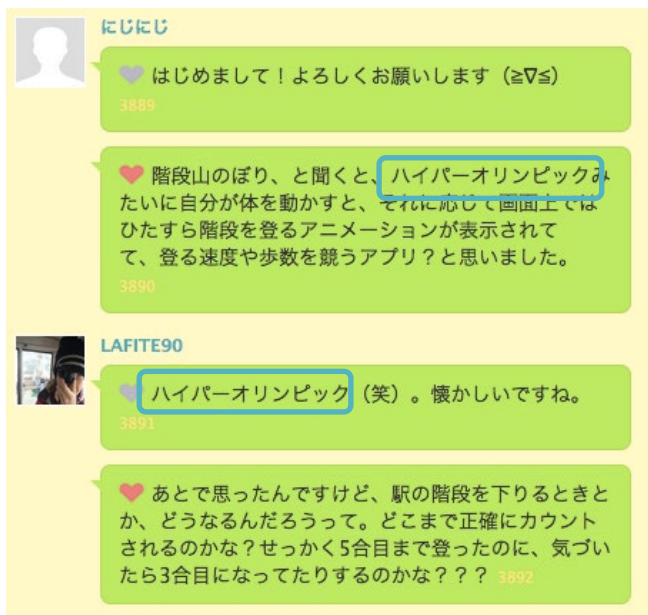 にじにじ
はじめまして！よろしくお願いします（≧∇≦）
3889
階段山のぼり、と聞くと、ハイパーオリンピックみ
たいに自分が体を動かすと、それに応じて画面上では
ひたすら階段を登るアニメーションが表示されて
て、登る速度や歩数を競うアプリ？と思いました。
3890
LAFITE90
ハイパーオリンピック（笑）。懐かしいですね。
3891
あとで思ったんですけど、駅の階段を下りるときと
か、どうなるんだろうって。どこまで正確にカウント
されるのかな？せっかく5合目まで登ったのに、気づい
たら3合目になってたりするのかな？？？ 3892